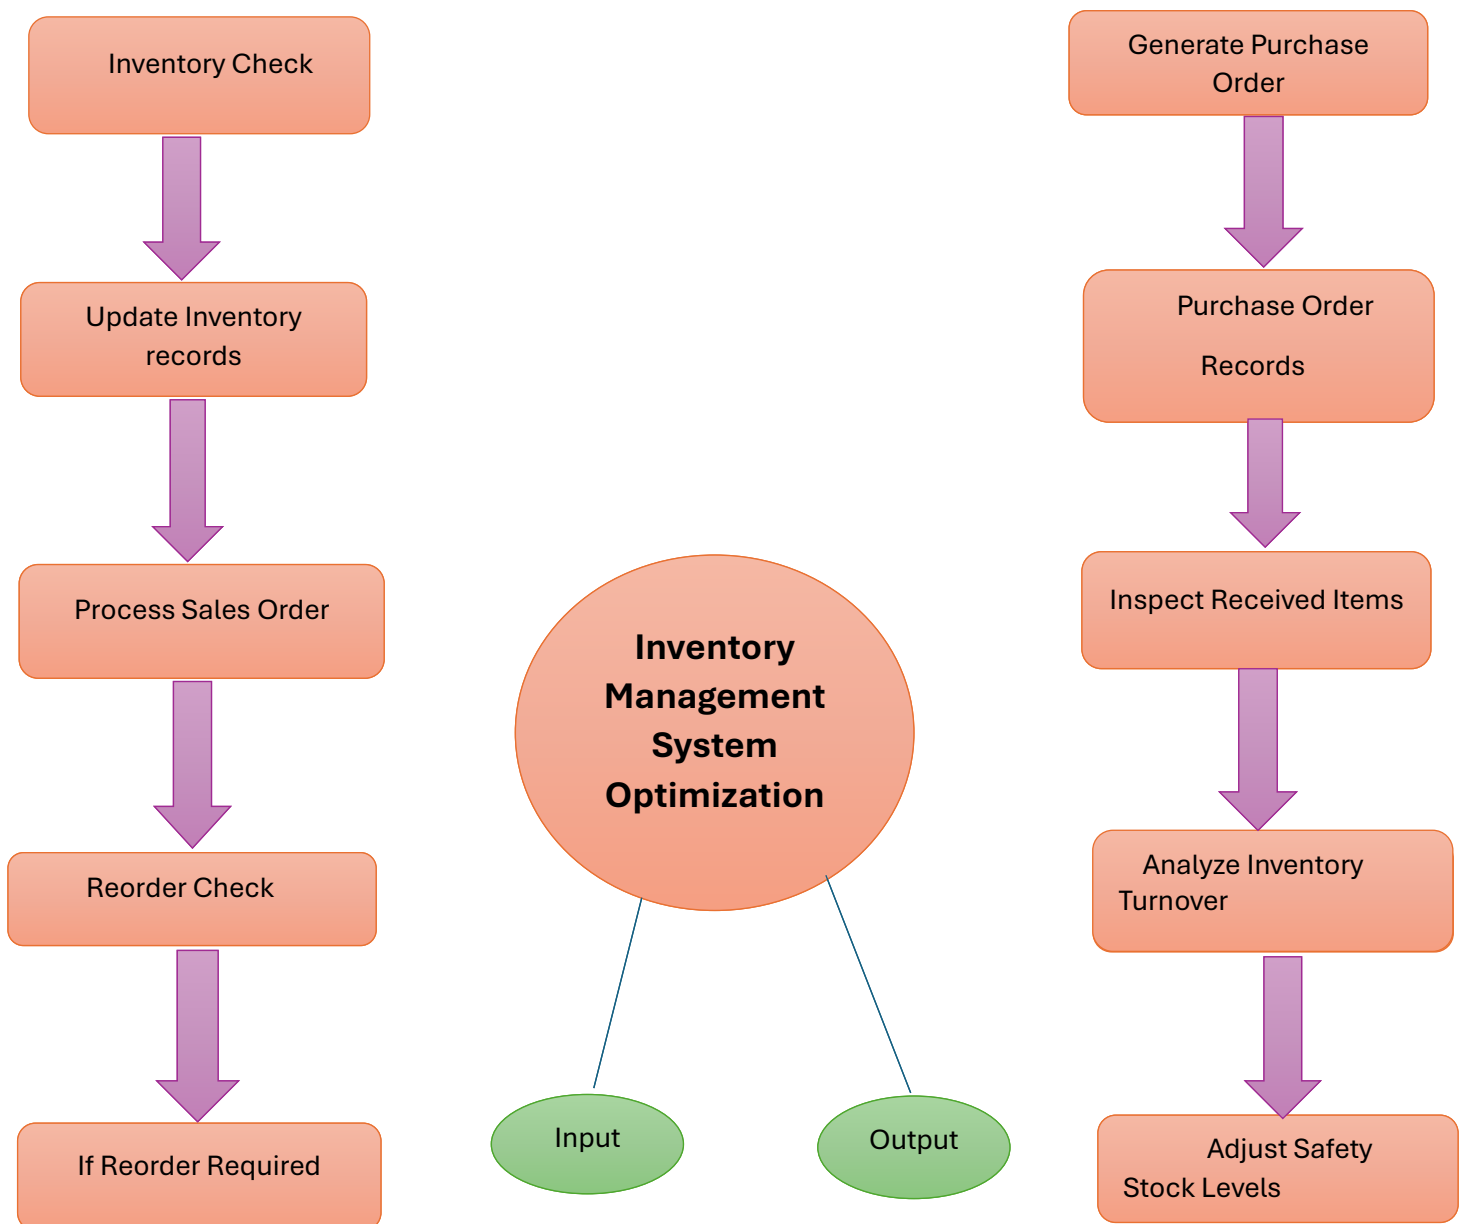 Inventory Check
Update Inventory
records
Process Sales Order
Reorder Check
If Reorder Required
Inventory
Management
System
Optimization
Input
Output
Generate Purchase
Order
Purchase Order
Records
Inspect Received Items
Analyze Inventory
Turnover
Adjust Safety
Stock Levels